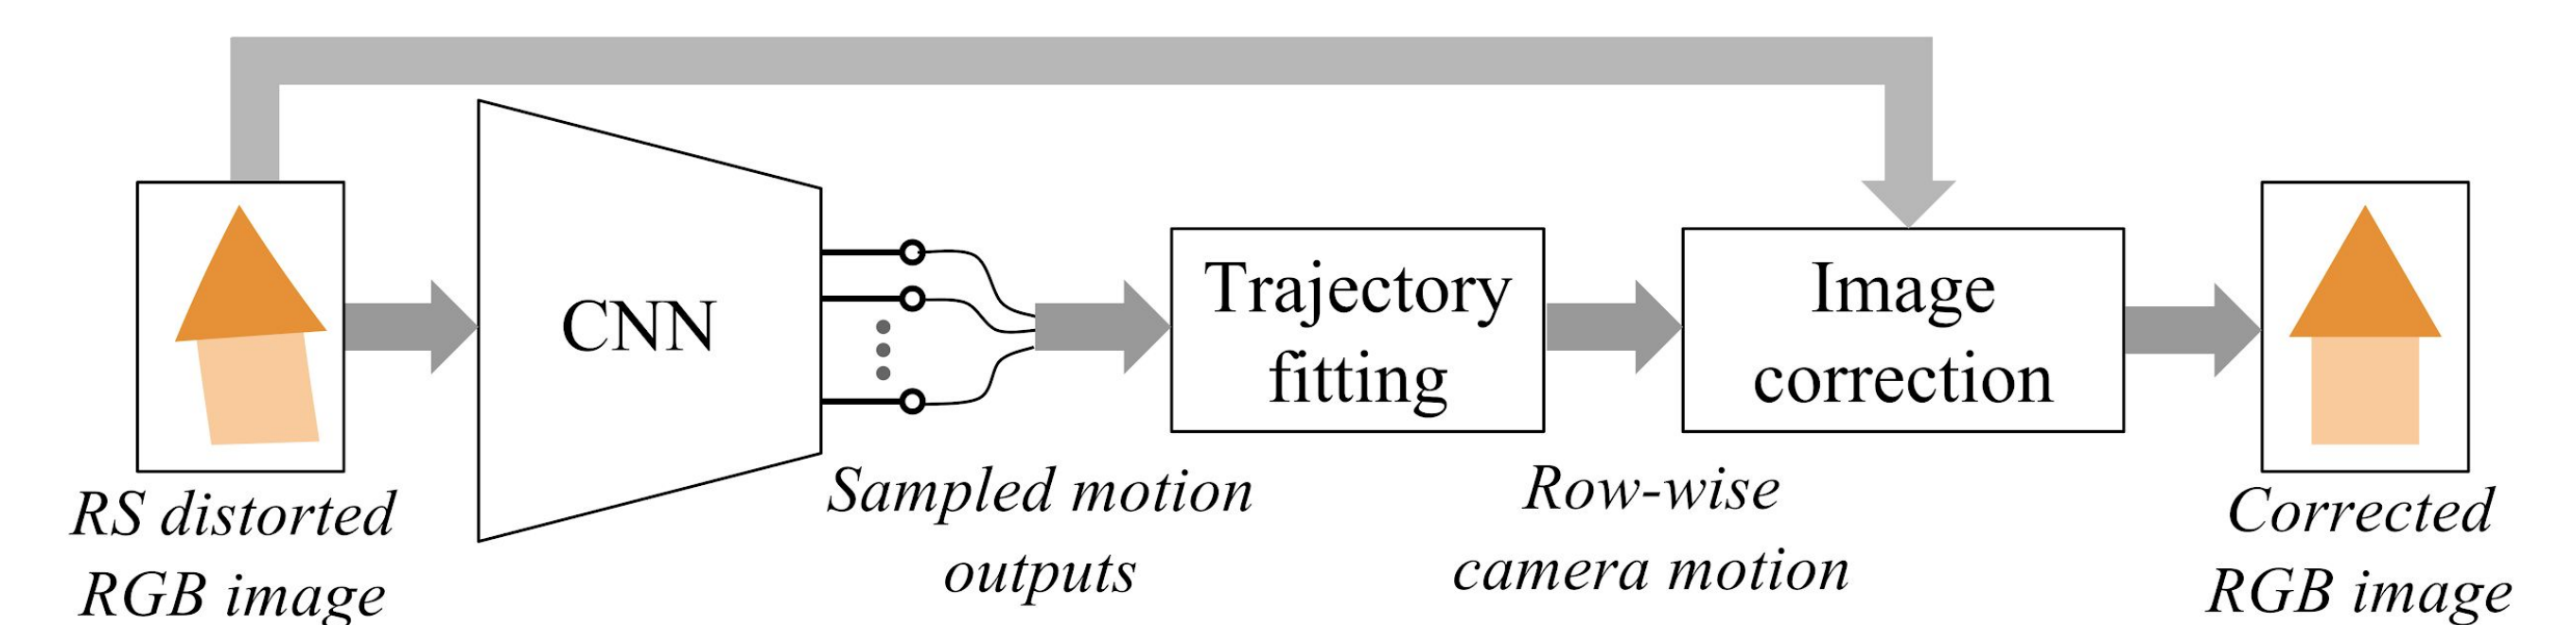 CNN
Trajectory
fitting
Image
correction
RS distorted
RGB image
Sampled motion
outputs
Row-wise
camera motion
Corrected
RGB image